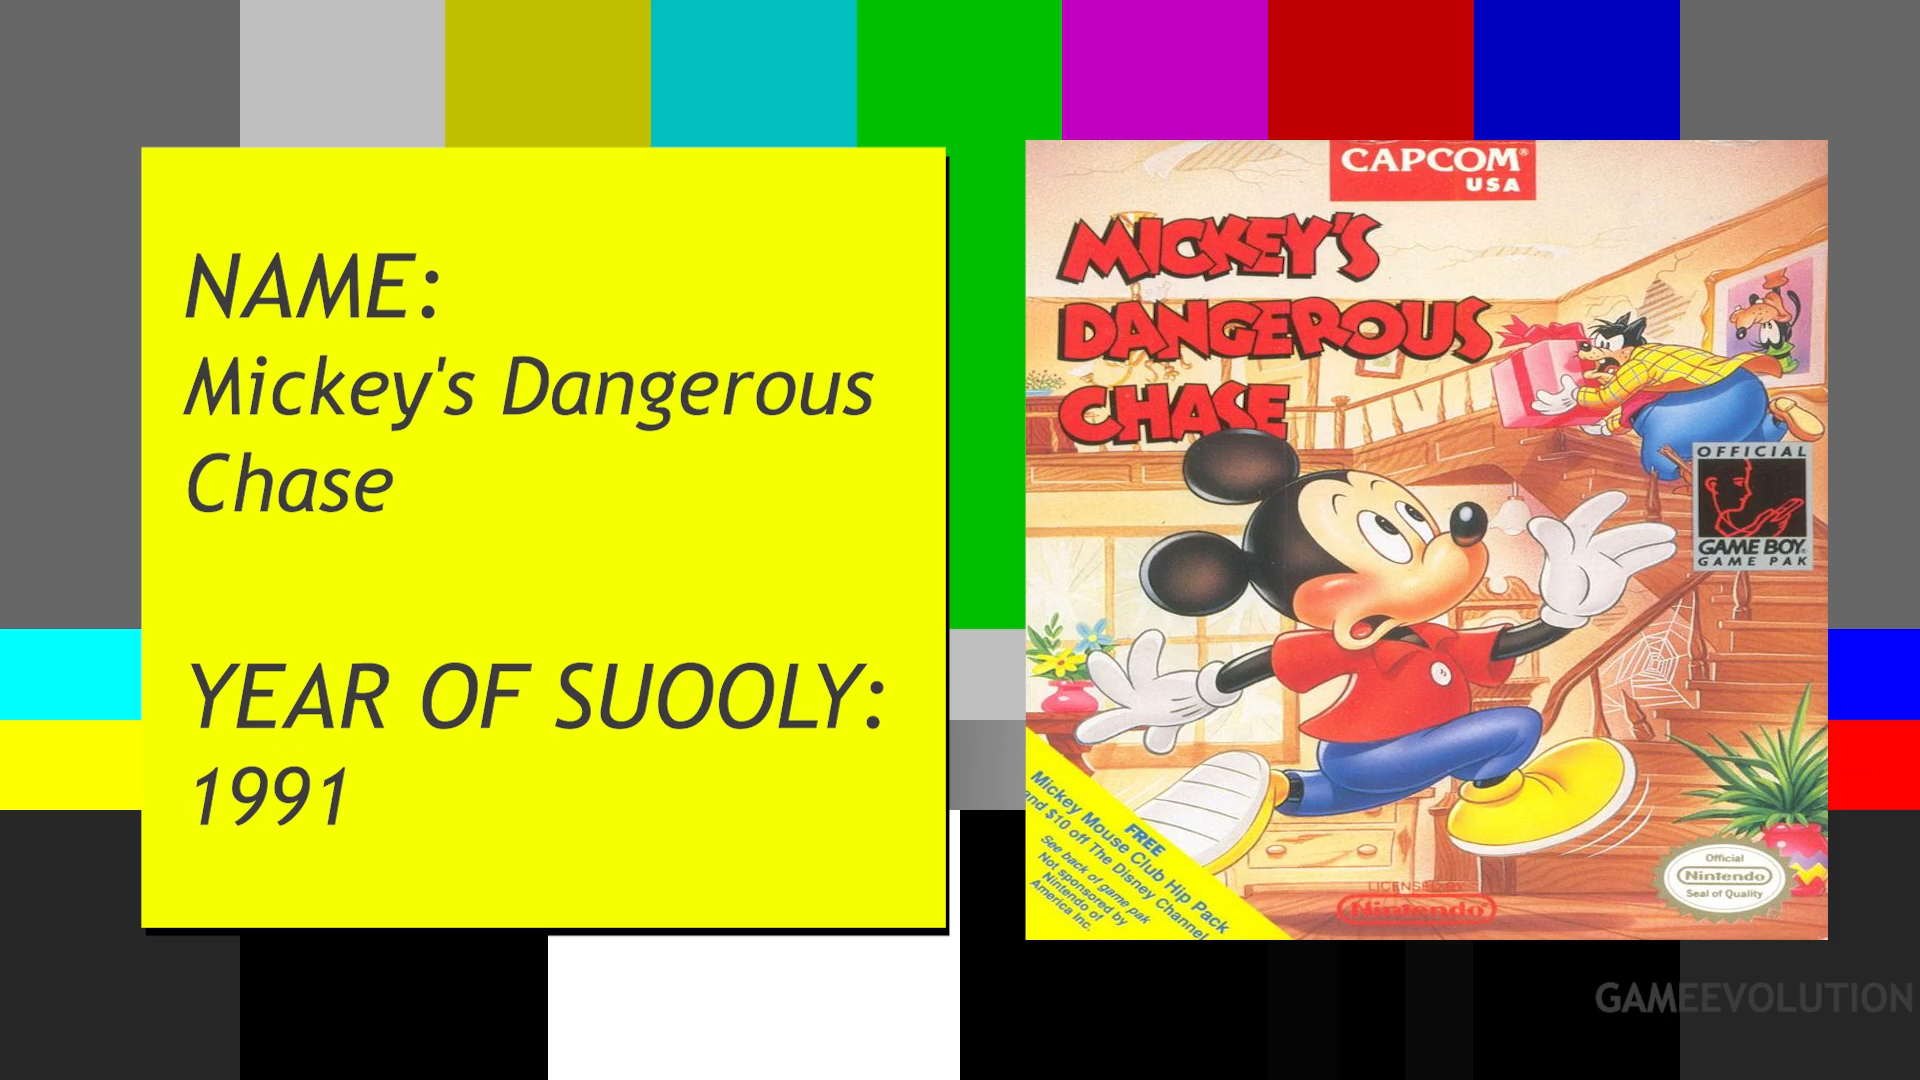 NAME:
Mickey's Dangerous
Chase
YEAR OF SUOOLY:
1991
CAPCOM®
USA
MICKEY'S
DANGEROUS
CHASE
OFFICIAL
GAME BOY
GAME PAK
FREE
Mickey Mouse Club Hip Pack
and $10 off The Disney Channel
See back of game pak
Not sponsored by
Nintendo of
America Inc.
LICENSED BY
Nintendo®
Official
Nintendo
Seal of Quality
GAMEEVOLUTION